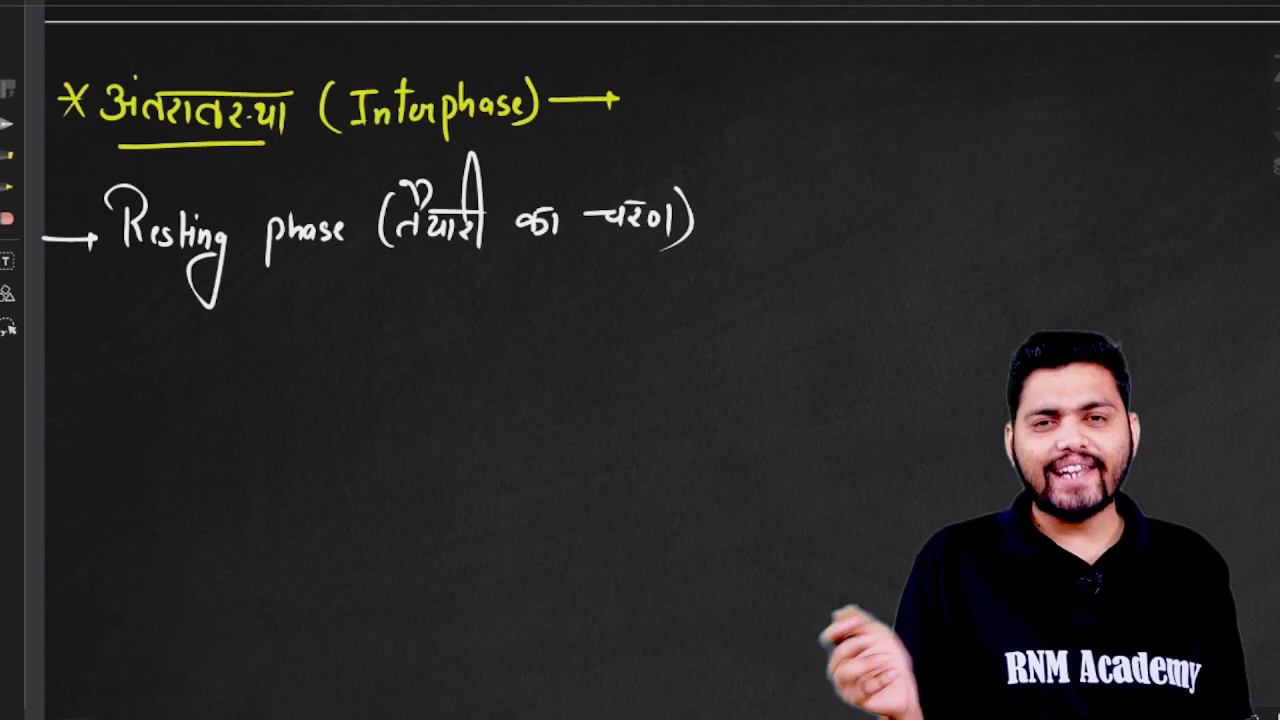 * अंतरावस्था (Interphase) →
→ Resting phase (तैयारी का चरण)
RNM Academy
T